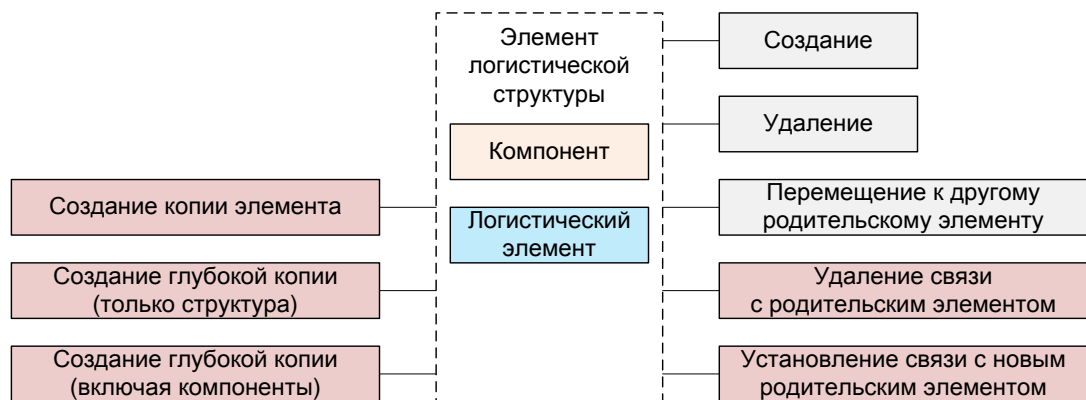 Элемент
логистической
структуры
Компонент
Логистический
элемент
Создание копии элемента
Создание глубокой копии
(только структура)
Создание глубокой копии
(включая компоненты)
Создание
Удаление
Перемещение к другому
родительскому элементу
Удаление связи
с родительским элементом
Установление связи с новым
родительским элементом